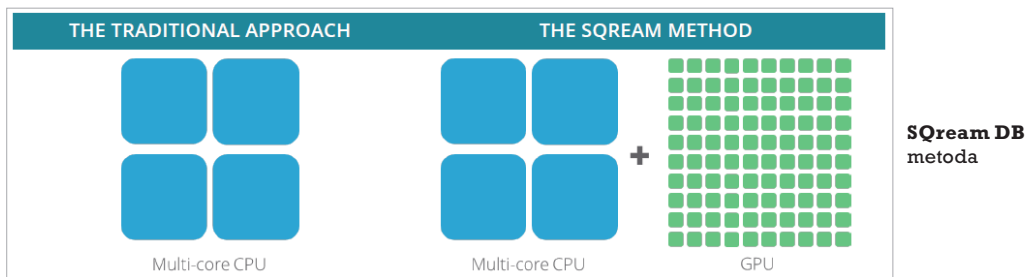 THE TRADITIONAL APPROACH
THE SQREAM METHOD
+
Multi-core CPU
Multi-core CPU
GPU
SQream DB
metoda